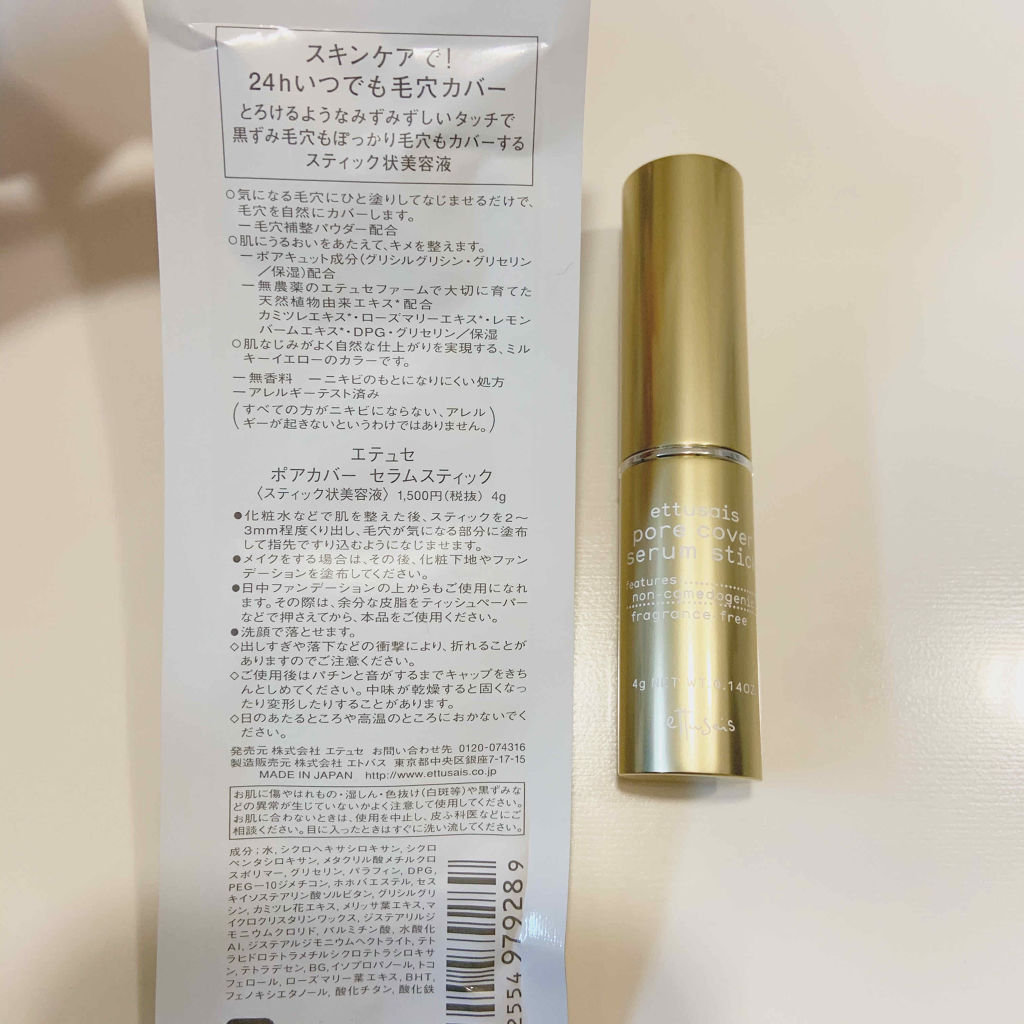 スキンケアで!
24hいつでも毛穴カバー
とろけるようなみずみずしいタッチで
黒ずみ毛穴もぽっかり毛穴もカバーする
スティック状美容液
○気になる毛穴にひと塗りしてなじませるだけで、
毛穴を自然にカバーします。
ー毛穴補整パウダー配合
○肌にうるおいをあたえて、キメを整えます。
ーポアキュット成分(グリシルグリシン・グリセリン
/保湿)配合
ー無農薬のエテュセファームで大切に育てた
天然植物由来エキス*配合
カミツレエキス*・ローズマリーエキス*・レモン
バームエキス*・DPG・グリセリン/保湿
○肌なじみがよく自然な仕上がりを実現する、ミル
キーイエローのカラーです。
ー無香料 ーニキビのもとになりにくい処方
ーアレルギーテスト済み
(すべての方がニキビにならない、アレル
ギーが起きないというわけではありません。)
エテュセ
ポアカバー セラムスティック
〈スティック状美容液〉1,500円(税抜) 4g
●化粧水などで肌を整えた後、スティックを2〜
3mm程度くり出し、毛穴が気になる部分に塗布
して指先ですり込むようになじませます。
●メイクをする場合は、その後、化粧下地やファン
デーションを塗布してください。
●日中ファンデーションの上からもご使用になれ
ます。その際は、余分な皮脂をティッシュペーパー
などで押さえてから、本品をご使用ください。
●洗顔で落とせます。
◇出しすぎや落下などの衝撃により、折れることが
ありますのでご注意ください。
◇ご使用後はパチンと音がするまでキャップをきち
んとしめてください。中味が乾燥すると固くなっ
たり変形したりすることがあります。
◇日のあたるところや高温のところにおかないでく
ださい。
発売元 株式会社 エテュセ お問い合わせ先 0120-074316
製造販売元 株式会社 エトバス 東京都中央区銀座7-17-15
MADE IN JAPAN http://www.ettusais.co.jp
お肌に傷やはれもの・湿しん・色抜け(白斑等)や黒ずみな
どの異常が生じていないかよく注意して使用してください。
お肌に合わないときは、使用を中止し、皮ふ科医などにご
相談ください。目に入ったときはすぐに洗い流してください。
成分;水, シクロヘキサシロキサン, シクロ
ペンタシロキサン, メタクリル酸メチルクロ
スポリマー, グリセリン, パラフィン, DPG,
PEG-10ジメチコン, ホホバエステル, セス
キイソステアリン酸ソルビタン, グリシルグリ
シン, カミツレ花エキス, メリッサ葉エキス, マ
イクロクリスタリンワックス, ジステアリルジ
モニウムクロリド, パルミチン酸, 水酸化
Al, ジステアルジモニウムヘクトライト, テト
ラヒドロテトラメチルシクロテトラシロキサ
ン, テトラデセン, BG, イソプロパノール, トコ
フェロール, ローズマリー葉エキス, BHT,
フェノキシエタノール, 酸化チタン, 酸化鉄
2554 979289
ettusais
pore cover
serum stic
features
non-comedogenic
fragrance free
4g NET WT. 0.14OZ
ettusais